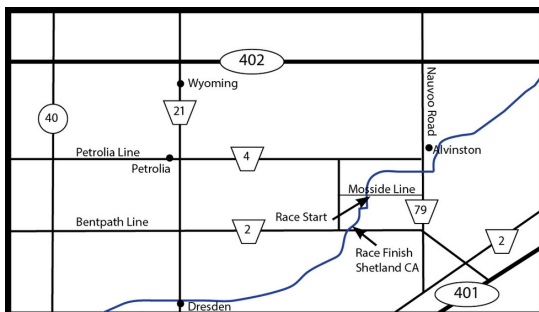 402
Wyoming
21
40
Nauvoo Road
Alvinston
Petrolia Line
4
Petrolia
Mosside Line
Race Start
79
Bentpath Line
2
2
Race Finish
Shetland CA
401
Dresden